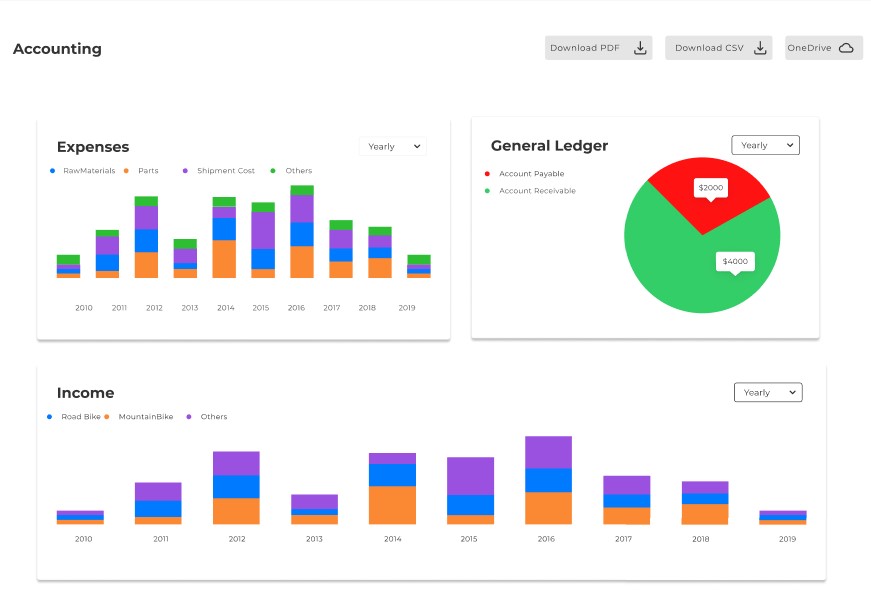 Accounting
Download PDF
Download CSV
OneDrive
Expenses
Yearly
RawMaterials Parts Shipment Cost Others
2010 2011 2012 2013 2014 2015 2016 2017 2018 2019
General Ledger
Yearly
Account Payable
Account Receivable
$2000
$4000
Income
Yearly
Road Bike MountainBike Others
2010 2011 2012 2013 2014 2015 2016 2017 2018 2019